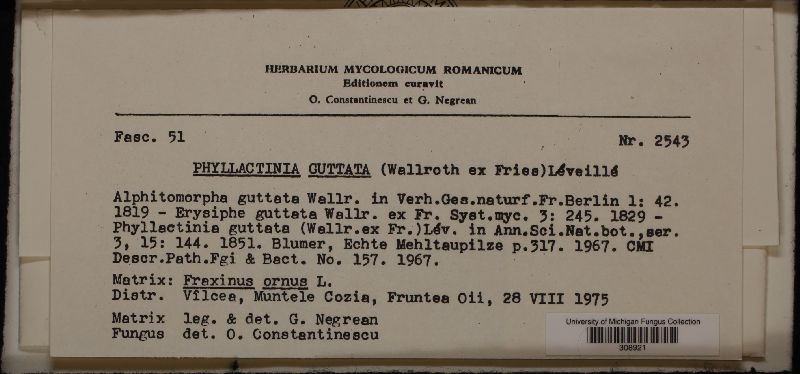 HERBARIUM MYCOLOGICUM ROMANICUM
Editionem curavit
O. Constantinescu et G. Negrean
Fasc. 51 Nr. 2543
PHYLLACTINIA GUTTATA (Wallroth ex Fries)Léveillé
Alphitomorpha guttata Wallr. in Verh.Ges.naturf.Fr.Berlin 1: 42.
1819 - Erysiphe guttata Wallr. ex Fr. Syst.myc. 3: 245. 1829 -
Phyllactinia guttata (Wallr.ex Fr.)Lév. in Ann.Sci.Nat.bot.,ser.
3, 15: 144. 1851. Blumer, Echte Mehltaupilze p.317. 1967. CMI
Descr.Path.Fgi & Bact. No. 157. 1967.
Matrix: Fraxinus ornus L.
Distr. Vîlcea, Muntele Cozia, Fruntea Oii, 28 VIII 1975
Matrix leg. & det. G. Negrean
Fungus det. O. Constantinescu
University of Michigan Fungus Collection
308921